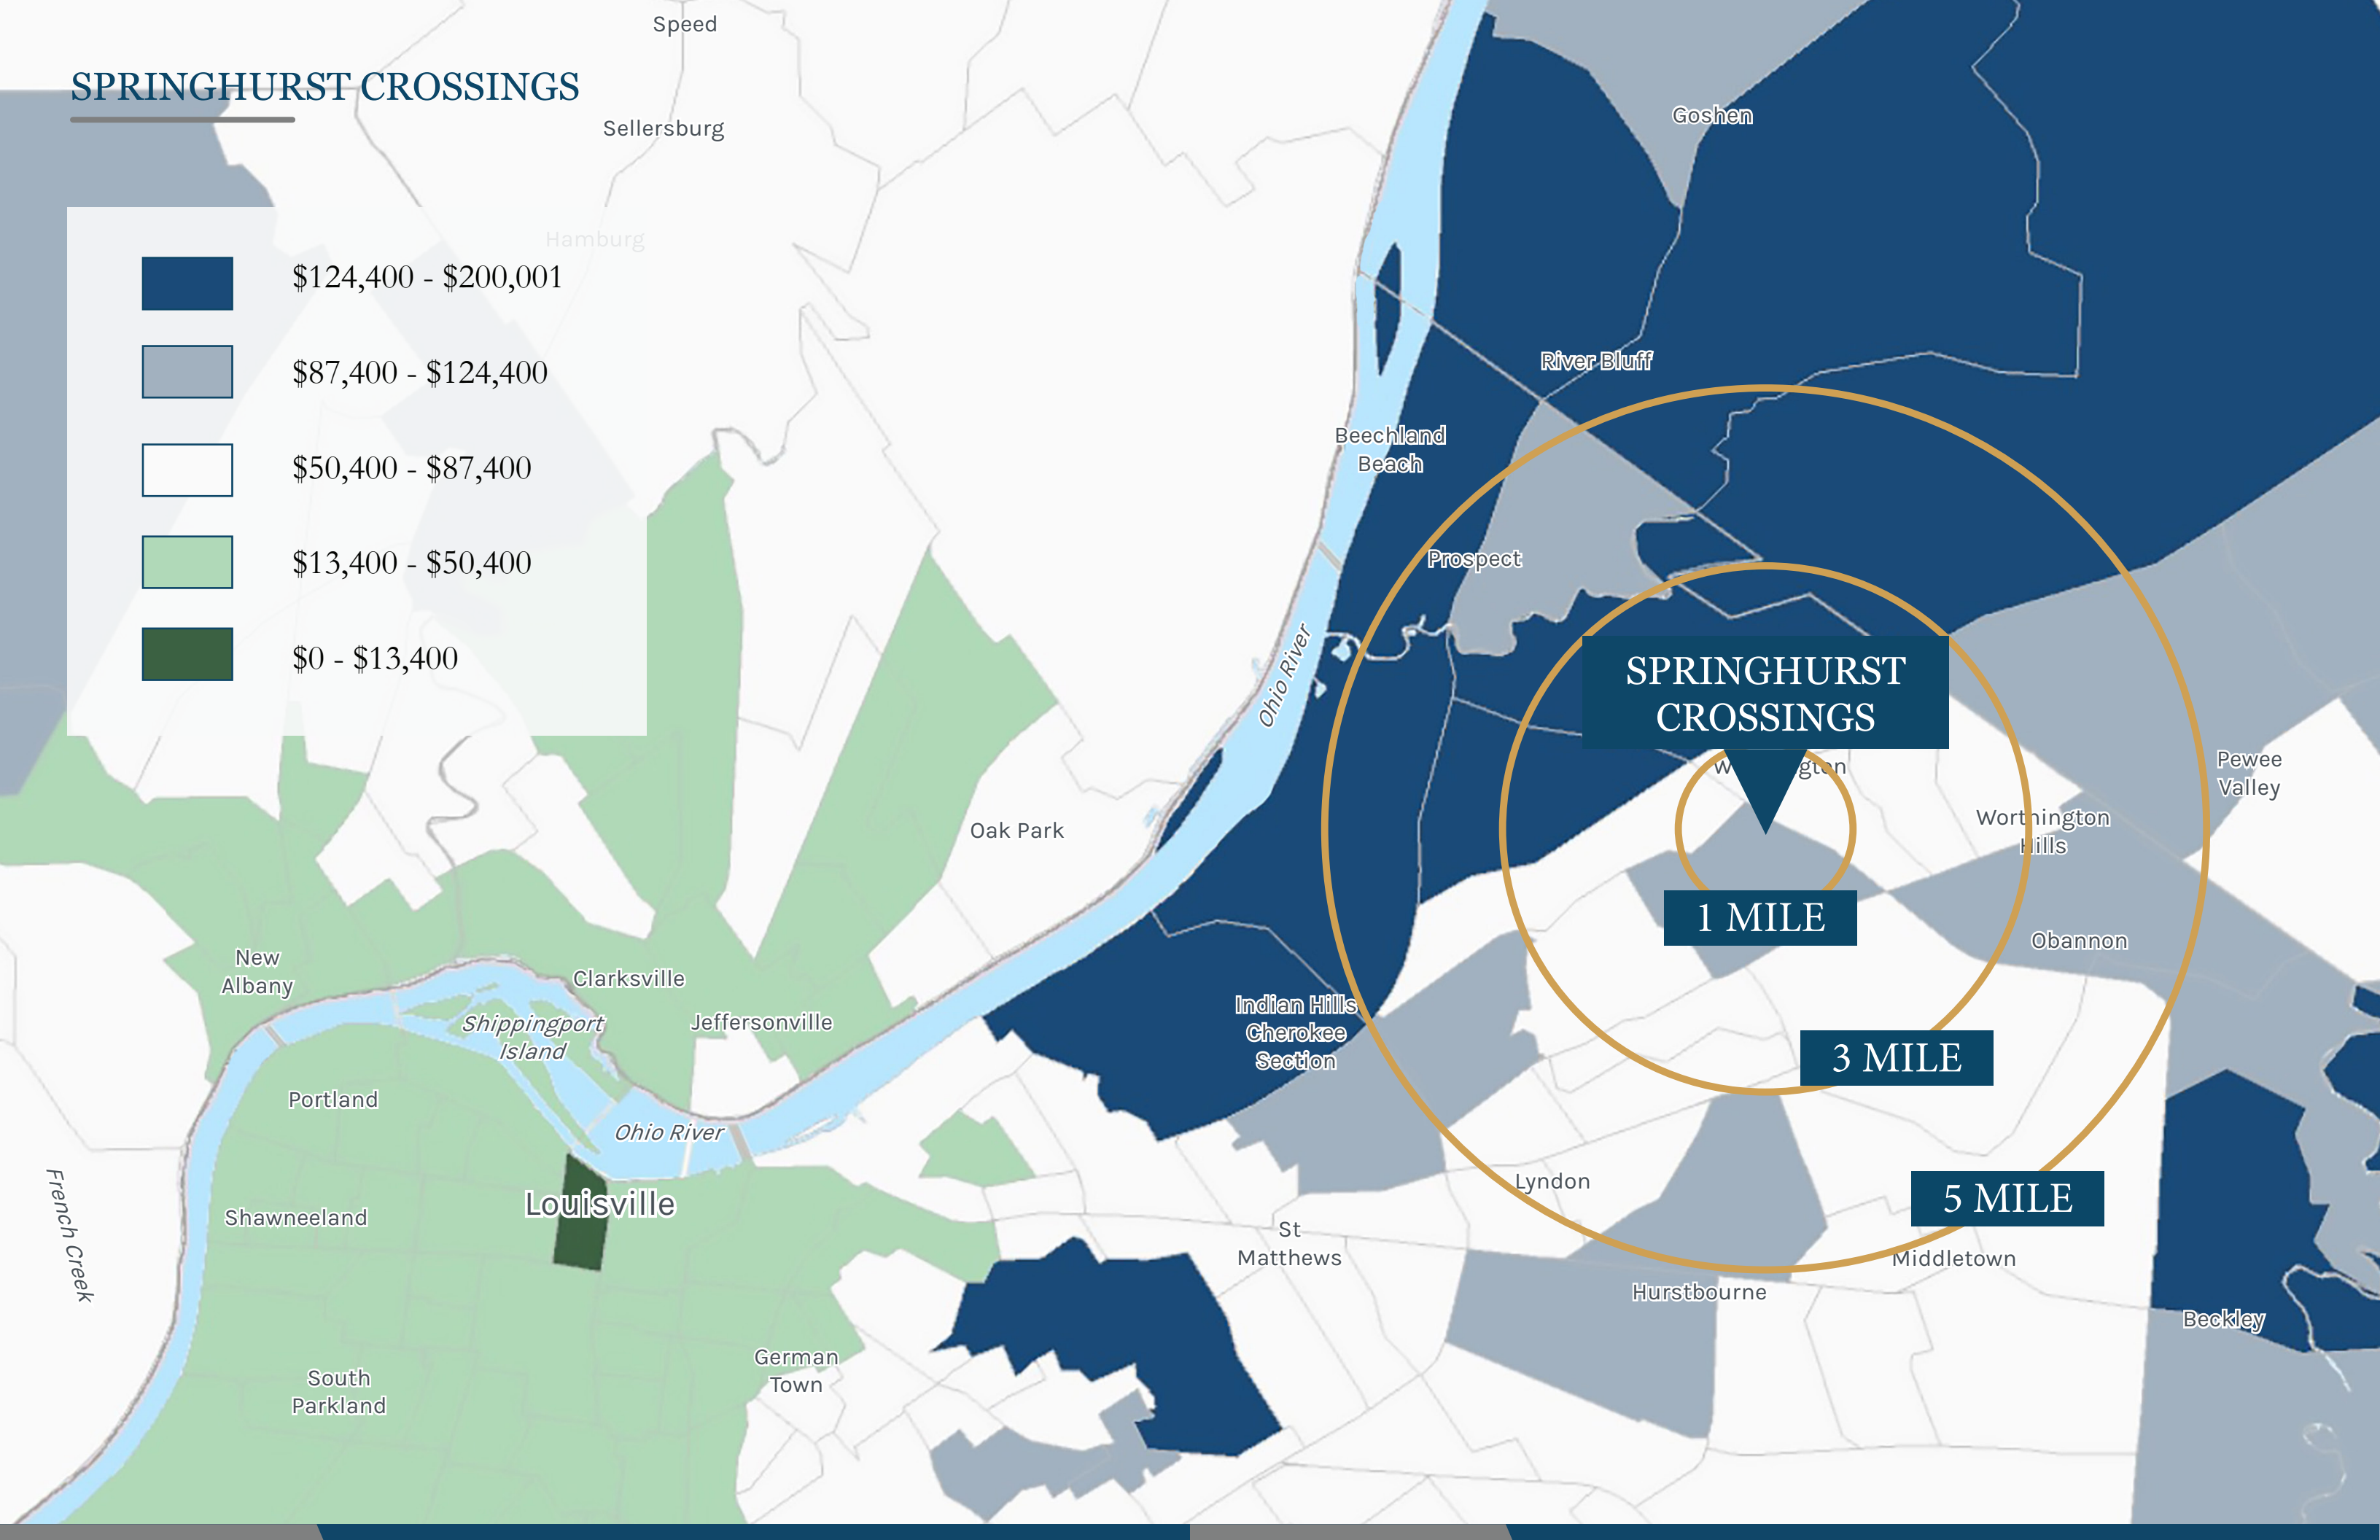 SPRINGHURST CROSSINGS
$124,400 - $200,001
$87,400 - $124,400
$50,400 - $87,400
$13,400 - $50,400
$0 - $13,400
Speed
Sellersburg
Hamburg
Goshen
River Bluff
Beechland
Beach
Prospect
Ohio River
SPRINGHURST
CROSSINGS
Pewee
Valley
Oak Park
Worthington
Hills
1 MILE
Obannon
New
Albany
Clarksville
Shippingport
Island
Jeffersonville
Indian Hills
Cherokee
Section
3 MILE
Portland
Ohio River
Louisville
Lyndon
5 MILE
French Creek
Shawneeland
St
Matthews
Middletown
Hurstbourne
Beckley
German
Town
South
Parkland